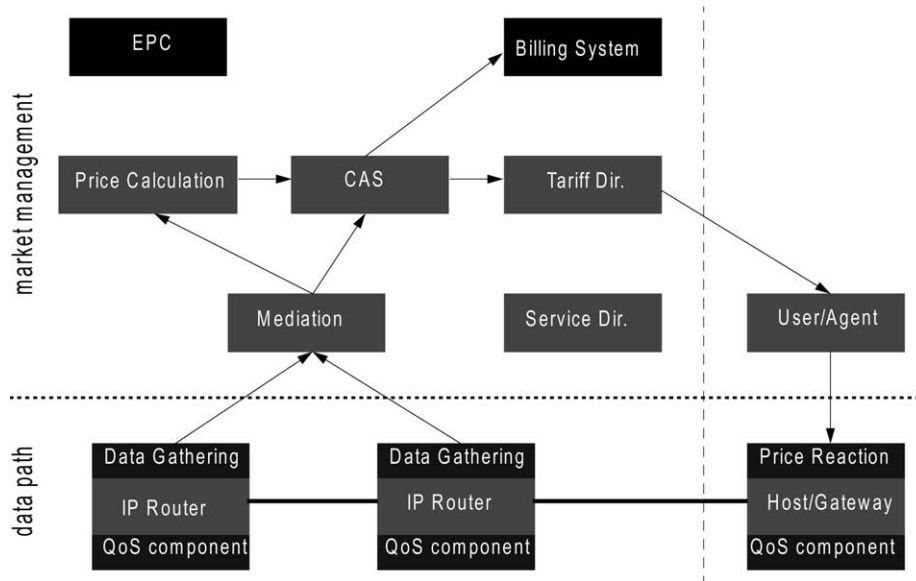 EPC
Billing System
market management
Price Calculation
CAS
Tariff Dir.
Mediation
Service Dir.
User/Agent
data path
Data Gathering
Data Gathering
Price Reaction
IP Router
IP Router
Host/Gateway
QoS component
QoS component
QoS component